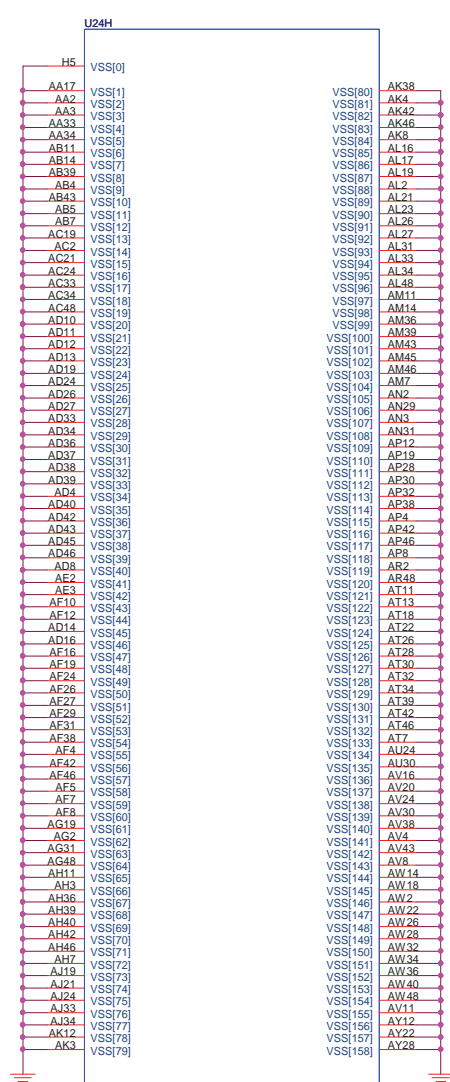 U24H
H5 VSS[0]
AA17 VSS[1]
AA2 VSS[2]
AA3 VSS[3]
AA33 VSS[4]
AA34 VSS[5]
AB11 VSS[6]
AB14 VSS[7]
AB39 VSS[8]
AB4 VSS[9]
AB43 VSS[10]
AB5 VSS[11]
AB7 VSS[12]
AC19 VSS[13]
AC2 VSS[14]
AC21 VSS[15]
AC24 VSS[16]
AC33 VSS[17]
AC34 VSS[18]
AC48 VSS[19]
AD10 VSS[20]
AD11 VSS[21]
AD12 VSS[22]
AD13 VSS[23]
AD19 VSS[24]
AD24 VSS[25]
AD26 VSS[26]
AD27 VSS[27]
AD33 VSS[28]
AD34 VSS[29]
AD36 VSS[30]
AD37 VSS[31]
AD38 VSS[32]
AD39 VSS[33]
AD4 VSS[34]
AD40 VSS[35]
AD42 VSS[36]
AD43 VSS[37]
AD45 VSS[38]
AD46 VSS[39]
AD8 VSS[40]
AE2 VSS[41]
AE3 VSS[42]
AF10 VSS[43]
AF12 VSS[44]
AD14 VSS[45]
AD16 VSS[46]
AF16 VSS[47]
AF19 VSS[48]
AF24 VSS[49]
AF26 VSS[50]
AF27 VSS[51]
AF29 VSS[52]
AF31 VSS[53]
AF38 VSS[54]
AF4 VSS[55]
AF42 VSS[56]
AF46 VSS[57]
AF5 VSS[58]
AF7 VSS[59]
AF8 VSS[60]
AG19 VSS[61]
AG2 VSS[62]
AG31 VSS[63]
AG48 VSS[64]
AH11 VSS[65]
AH3 VSS[66]
AH36 VSS[67]
AH39 VSS[68]
AH40 VSS[69]
AH42 VSS[70]
AH46 VSS[71]
AH7 VSS[72]
AJ19 VSS[73]
AJ21 VSS[74]
AJ24 VSS[75]
AJ33 VSS[76]
AJ34 VSS[77]
AK12 VSS[78]
AK3 VSS[79]
VSS[80] AK38
VSS[81] AK4
VSS[82] AK42
VSS[83] AK46
VSS[84] AK8
VSS[85] AL16
VSS[86] AL17
VSS[87] AL19
VSS[88] AL2
VSS[89] AL21
VSS[90] AL23
VSS[91] AL26
VSS[92] AL27
VSS[93] AL31
VSS[94] AL33
VSS[95] AL34
VSS[96] AL48
VSS[97] AM11
VSS[98] AM14
VSS[99] AM36
VSS[100] AM39
VSS[101] AM43
VSS[102] AM45
VSS[103] AM46
VSS[104] AM7
VSS[105] AN2
VSS[106] AN29
VSS[107] AN3
VSS[108] AN31
VSS[109] AP12
VSS[110] AP19
VSS[111] AP28
VSS[112] AP30
VSS[113] AP32
VSS[114] AP38
VSS[115] AP4
VSS[116] AP42
VSS[117] AP46
VSS[118] AP8
VSS[119] AR2
VSS[120] AR48
VSS[121] AT11
VSS[122] AT13
VSS[123] AT18
VSS[124] AT22
VSS[125] AT26
VSS[126] AT28
VSS[127] AT30
VSS[128] AT32
VSS[129] AT34
VSS[130] AT39
VSS[131] AT42
VSS[132] AT46
VSS[133] AT7
VSS[134] AU24
VSS[135] AU30
VSS[136] AV16
VSS[137] AV20
VSS[138] AV24
VSS[139] AV30
VSS[140] AV38
VSS[141] AV4
VSS[142] AV43
VSS[143] AV8
VSS[144] AW14
VSS[145] AW18
VSS[146] AW2
VSS[147] AW22
VSS[148] AW26
VSS[149] AW28
VSS[150] AW32
VSS[151] AW34
VSS[152] AW36
VSS[153] AW40
VSS[154] AW48
VSS[155] AV11
VSS[156] AY12
VSS[157] AY22
VSS[158] AY28